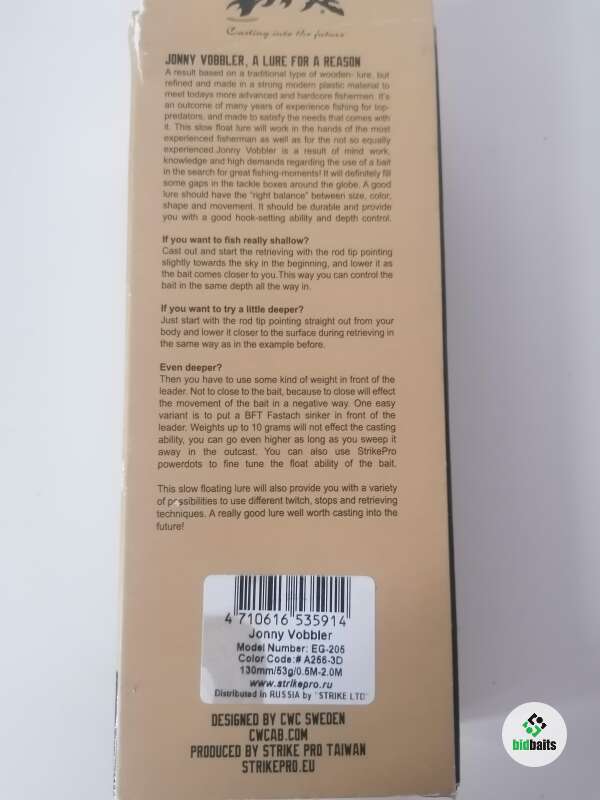 Casting into the future
JONNY VOBBLER, A LURE FOR A REASON
A result based on a traditional type of wooden- lure, but
refined and made in a strong modern plastic material to
meet todays more advanced and hardcore fishermen. It's
an outcome of many years of experience fishing for top-
predators, and made to satisfy the needs that comes with
it. This slow float lure will work in the hands of the most
experienced fisherman as well as for the not so equally
experienced.Jonny Vobbler is a result of mind work,
knowledge and high demands regarding the use of a bait
in the search for great fishing-moments! It will definitely fill
some gaps in the tackle boxes around the globe. A good
lure should have the "right balance" between size, color,
shape and movement. It should be durable and provide
you with a good hook-setting ability and depth control.
If you want to fish really shallow?
Cast out and start the retrieving with the rod tip pointing
slightly towards the sky in the beginning, and lower it as
the bait comes closer to you.This way you can control the
bait in the same depth all the way in.
If you want to try a little deeper?
Just start with the rod tip pointing straight out from your
body and lower it closer to the surface during retrieving in
the same way as in the example before.
Even deeper?
Then you have to use some kind of weight in front of the
leader. Not to close to the bait, because to close will effect
the movement of the bait in a negative way. One easy
variant is to put a BFT Fastach sinker in front of the
leader. Weights up to 10 grams will not effect the casting
ability, you can go even higher as long as you sweep it
away in the outcast. You can also use StrikePro
powerdots to fine tune the float ability of the bait.
This slow floating lure will also provide you with a variety
of possibilities to use different twitch, stops and retrieving
techniques. A really good lure well worth casting into the
future!
4 710616 535914
Jonny Vobbler
Model Number: EG-205
Color Code:# A256-3D
130mm/53g/0.5M-2.0M
www.strikepro.ru
Distributed in RUSSIA by "STRIKE LTD"
DESIGNED BY CWC SWEDEN
CWCAB.COM
PRODUCED BY STRIKE PRO TAIWAN
STRIKEPRO.EU
bidbaits